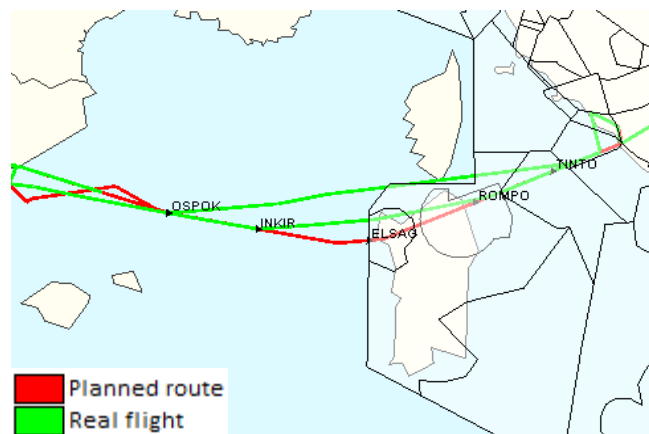 TINTO
ROMPO
OSPOK
INKIR
ELSAG
Planned route
Real flight